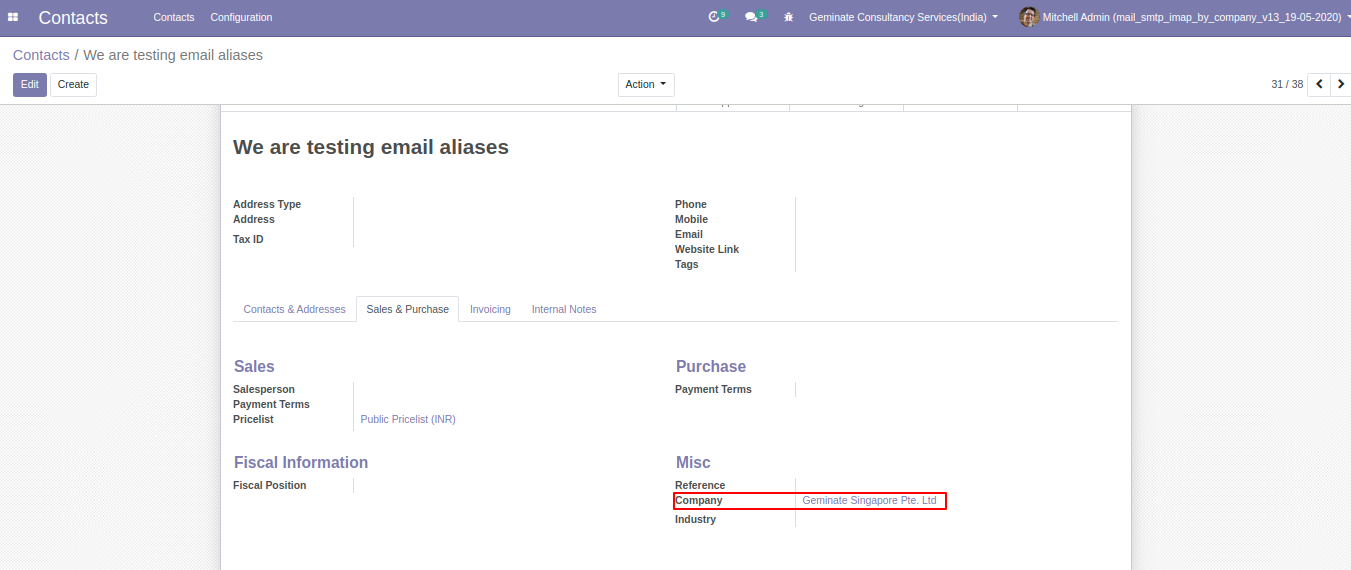 Contacts Contacts Configuration 9 3 Geminate Consultancy Services(India) Mitchell Admin (mail_smtp_imap_by_company_v13_19-05-2020)
Contacts / We are testing email aliases
Edit Create Action 31 / 38
We are testing email aliases
Address Type Phone
Address Mobile
Tax ID Email
Website Link
Tags
Contacts & Addresses Sales & Purchase Invoicing Internal Notes
Sales Purchase
Salesperson Payment Terms
Payment Terms
Pricelist Public Pricelist (INR)
Fiscal Information Misc
Fiscal Position Reference
Company Geminate Singapore Pte. Ltd
Industry